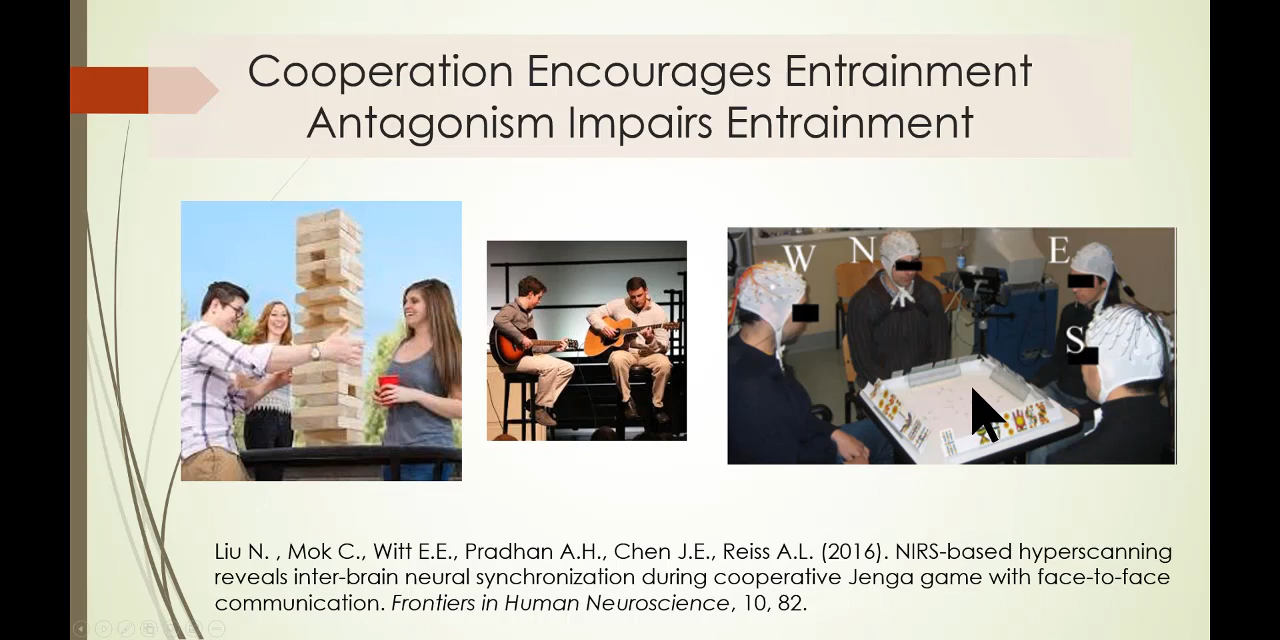 Cooperation Encourages Entrainment
Antagonism Impairs Entrainment
W N E
S
Liu N. , Mok C., Witt E.E., Pradhan A.H., Chen J.E., Reiss A.L. (2016). NIRS-based hyperscanning
reveals inter-brain neural synchronization during cooperative Jenga game with face-to-face
communication. Frontiers in Human Neuroscience, 10, 82.